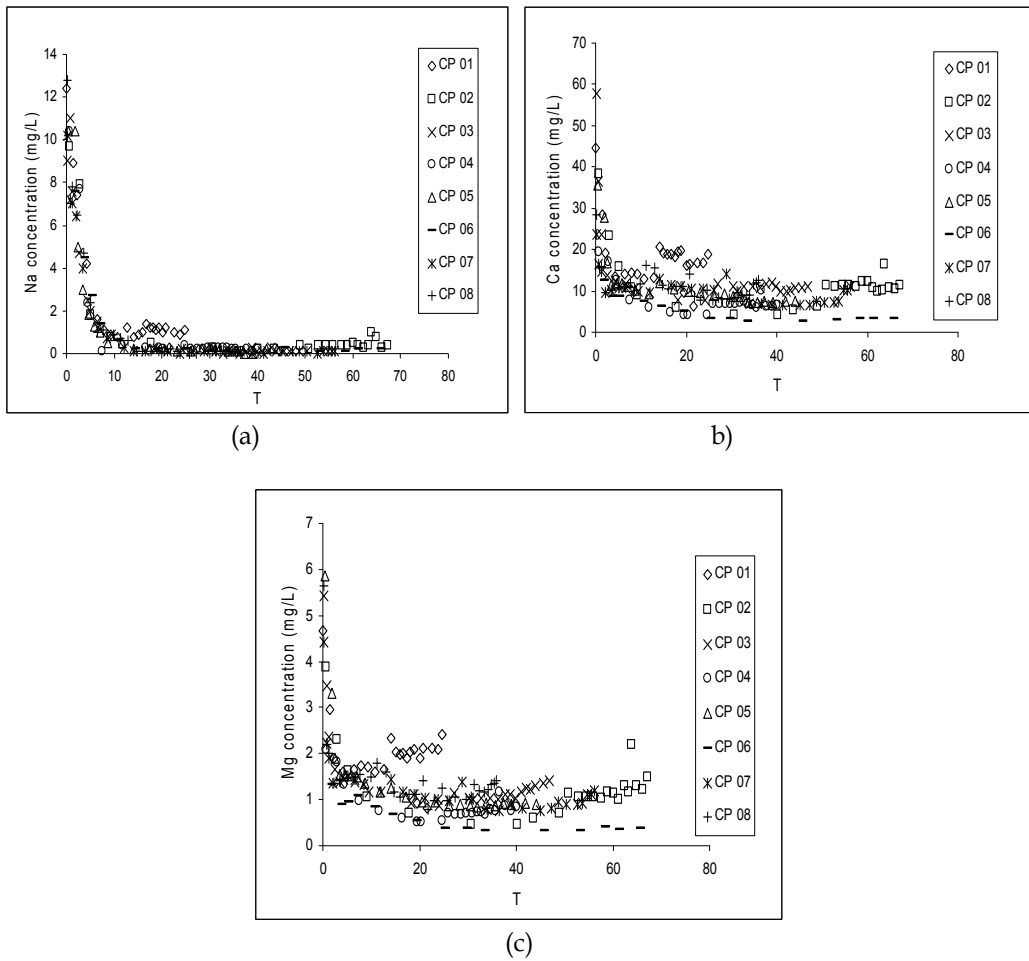 14
12
10
8
6
4
2
0
Na concentration (mg/L)
0 10 20 30 40 50 60 70 80
T
CP 01
CP 02
CP 03
CP 04
CP 05
CP 06
CP 07
CP 08
(a)
70
60
50
40
30
20
10
0
Ca concentration (mg/L)
0 20 40 60 80
T
CP 01
CP 02
CP 03
CP 04
CP 05
CP 06
CP 07
CP 08
b)
7
6
5
4
3
2
1
0
Mg concentration (mg/L)
0 20 40 60 80
T
CP 01
CP 02
CP 03
CP 04
CP 05
CP 06
CP 07
CP 08
(c)